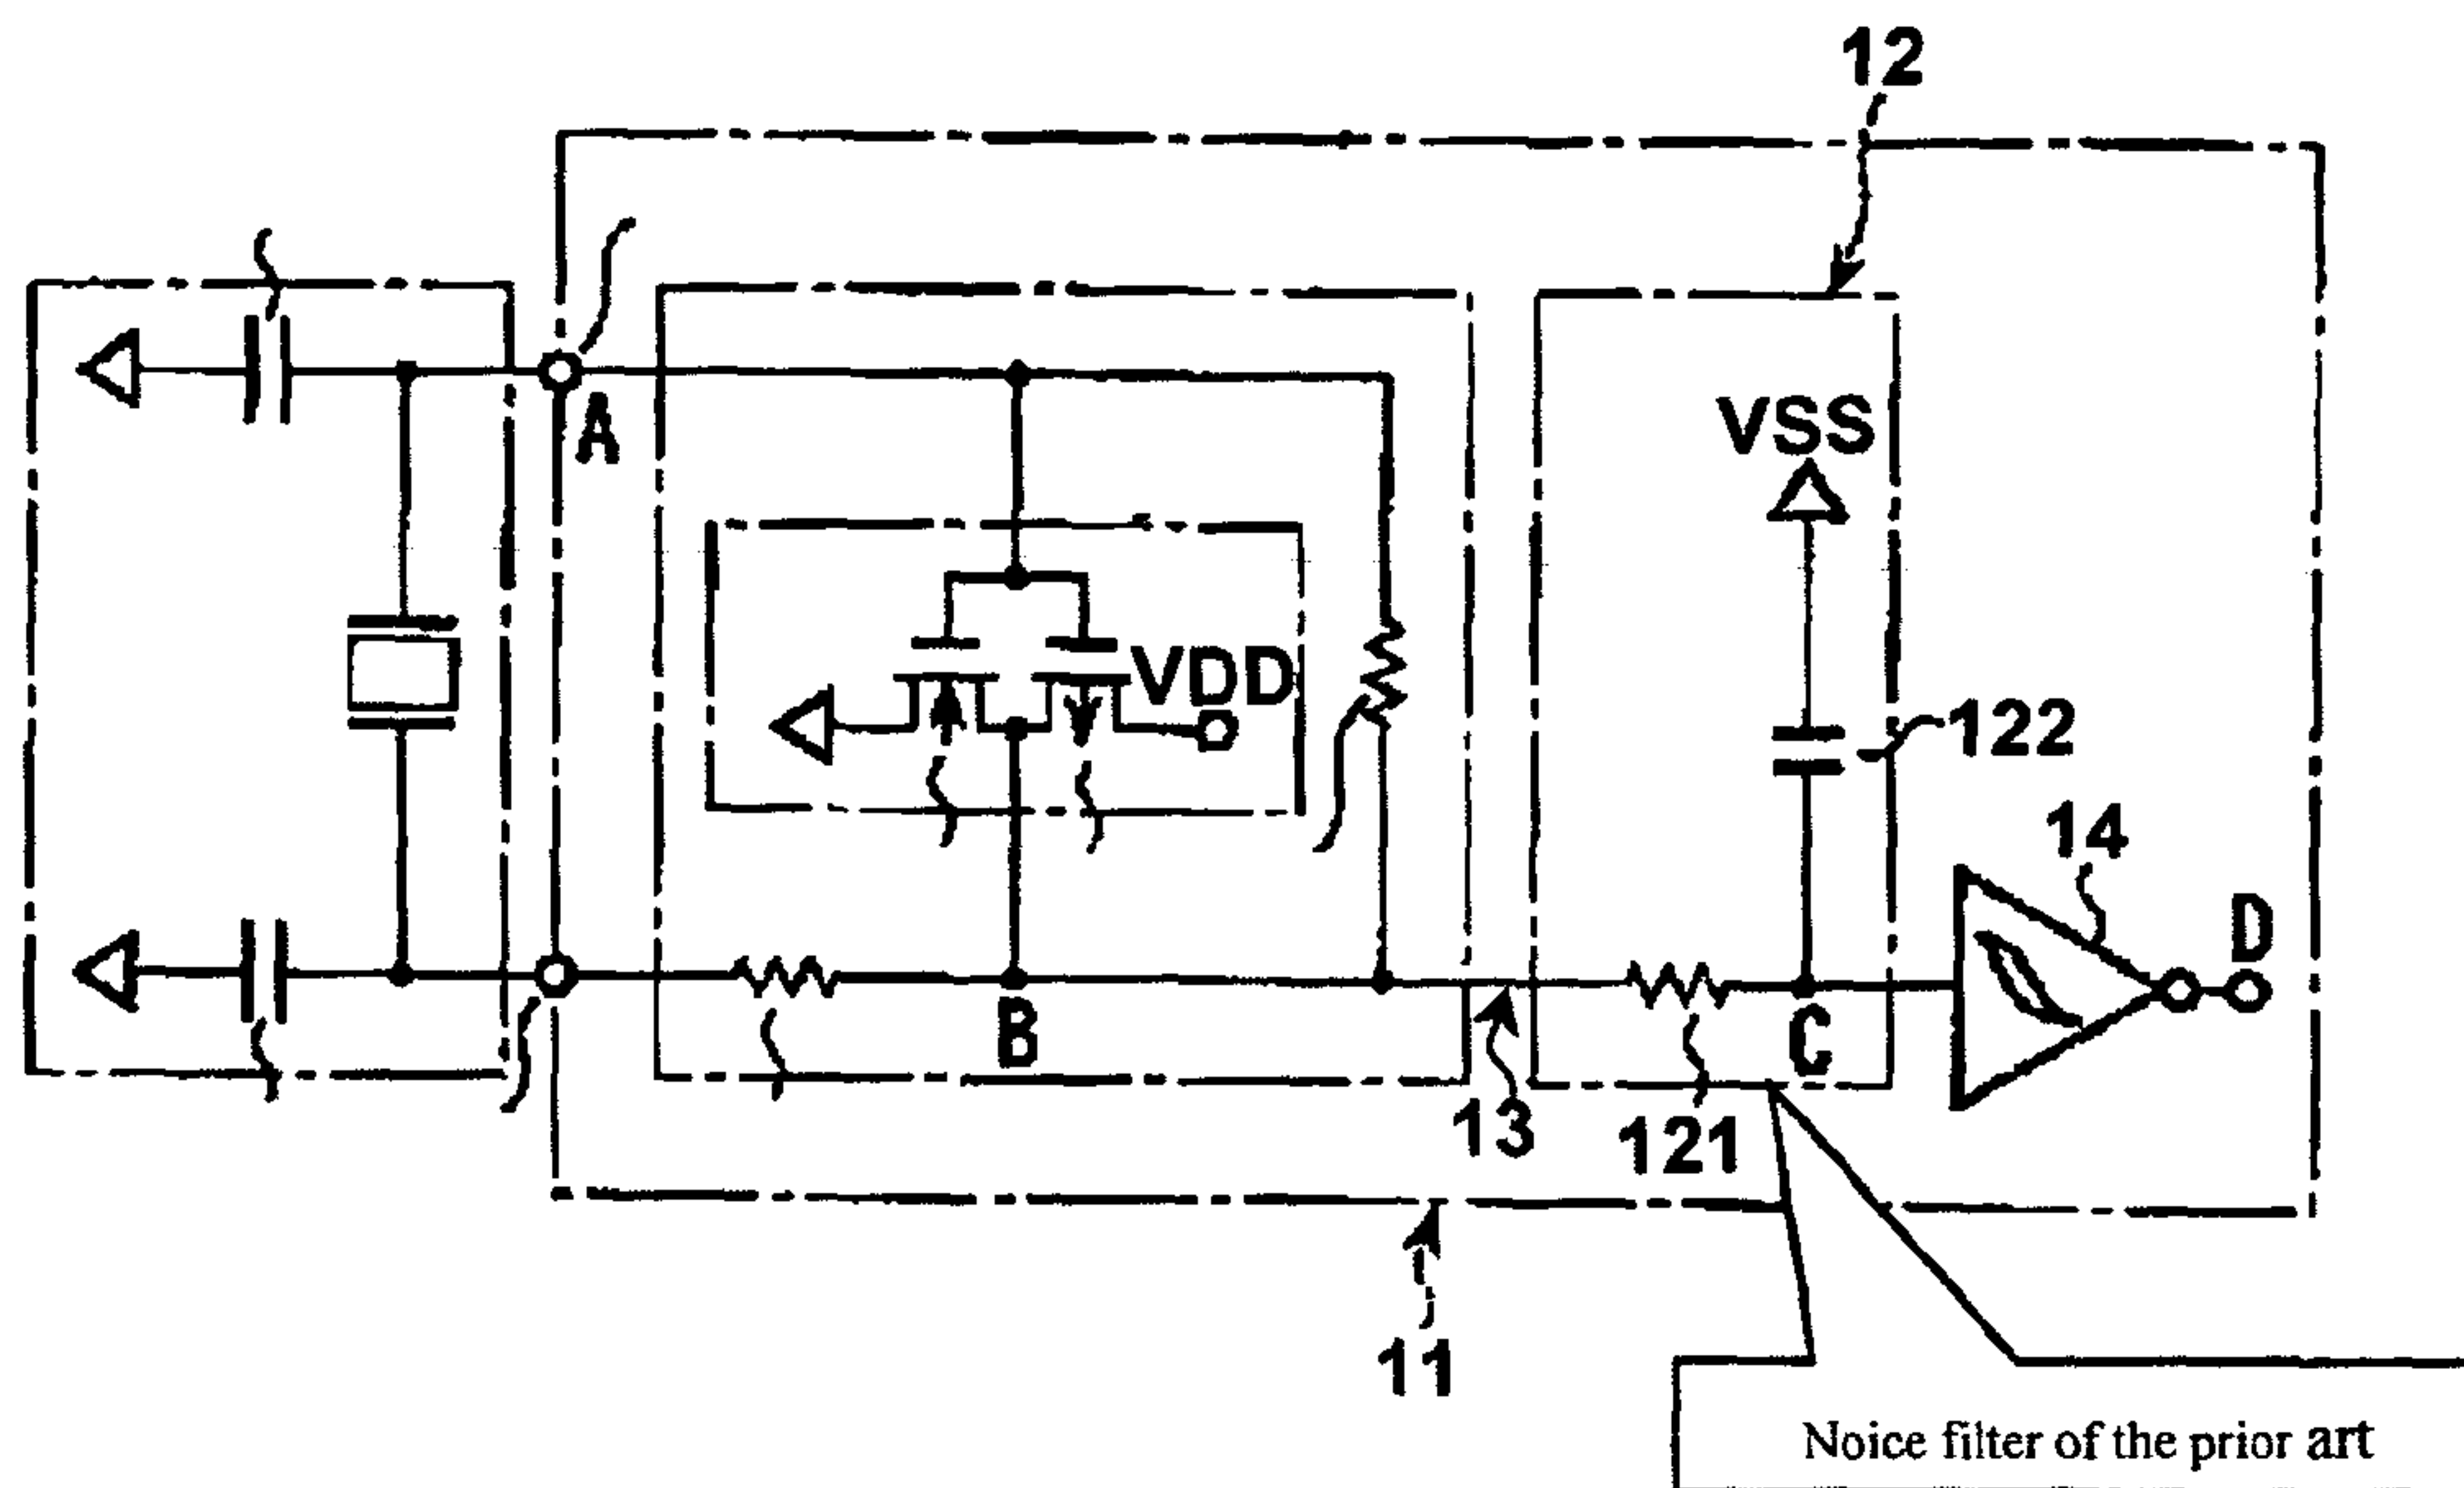 12
A
VSS
VDD
122
14
D
B
C
13
121
11
Noice filter of the prior art